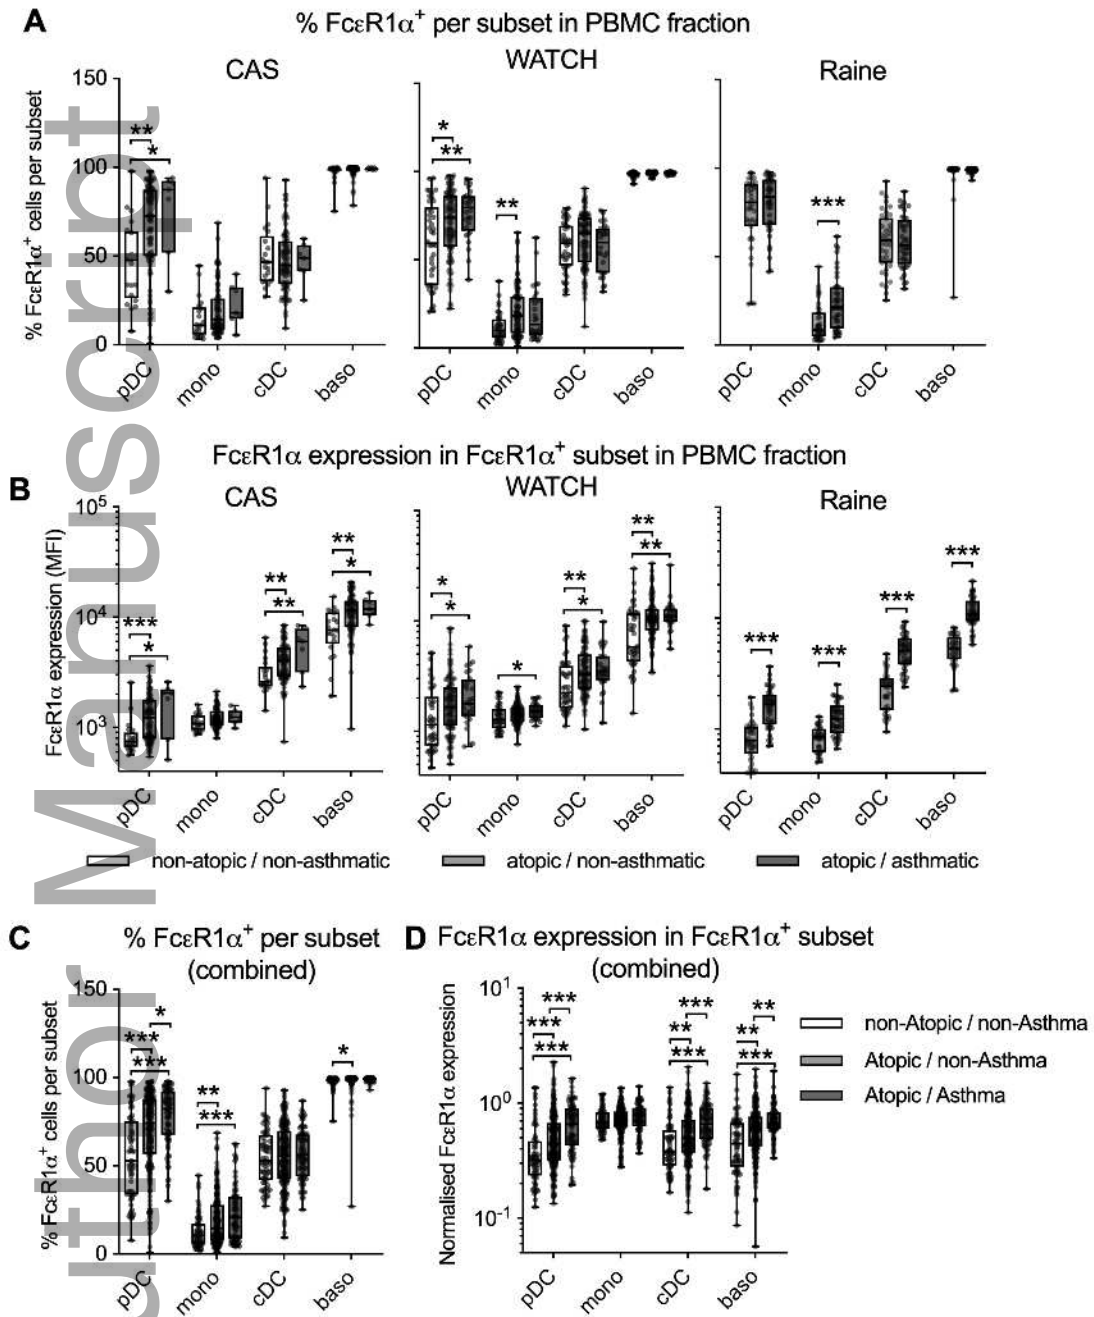 A % FcεR1α+ per subset in PBMC fraction
CAS WATCH Raine
% FcεR1α+ cells per subset
150
100
50
0
** * * ** ** ***
pDC mono cDC baso pDC mono cDC baso pDC mono cDC baso
FcεR1α expression in FcεR1α+ subset in PBMC fraction
B CAS WATCH Raine
FcεR1α expression (MFI)
10^5
10^4
10^3
*** * ** ** ** * * * * ** * ** ** *** *** *** ***
pDC mono cDC baso pDC mono cDC baso pDC mono cDC baso
non-atopic / non-asthmatic atopic / non-asthmatic atopic / asthmatic
C % FcεR1α+ per subset
(combined)
% FcεR1α+ cells per subset
150
100
50
0
*** * *** ** *** *
pDC mono cDC baso
D FcεR1α expression in FcεR1α+ subset
(combined)
Normalised FcεR1α expression
10^1
10^0
10^-1
*** *** *** ** *** *** ** ** ***
pDC mono cDC baso
non-Atopic / non-Asthma
Atopic / non-Asthma
Atopic / Asthma
Manuscript